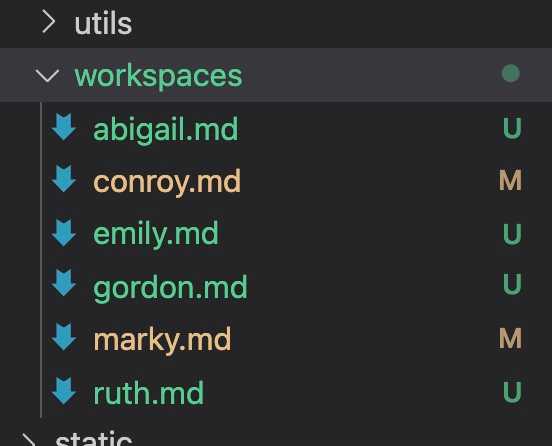 utils
workspaces
abigail.md U
conroy.md M
emily.md U
gordon.md U
marky.md M
ruth.md U
static